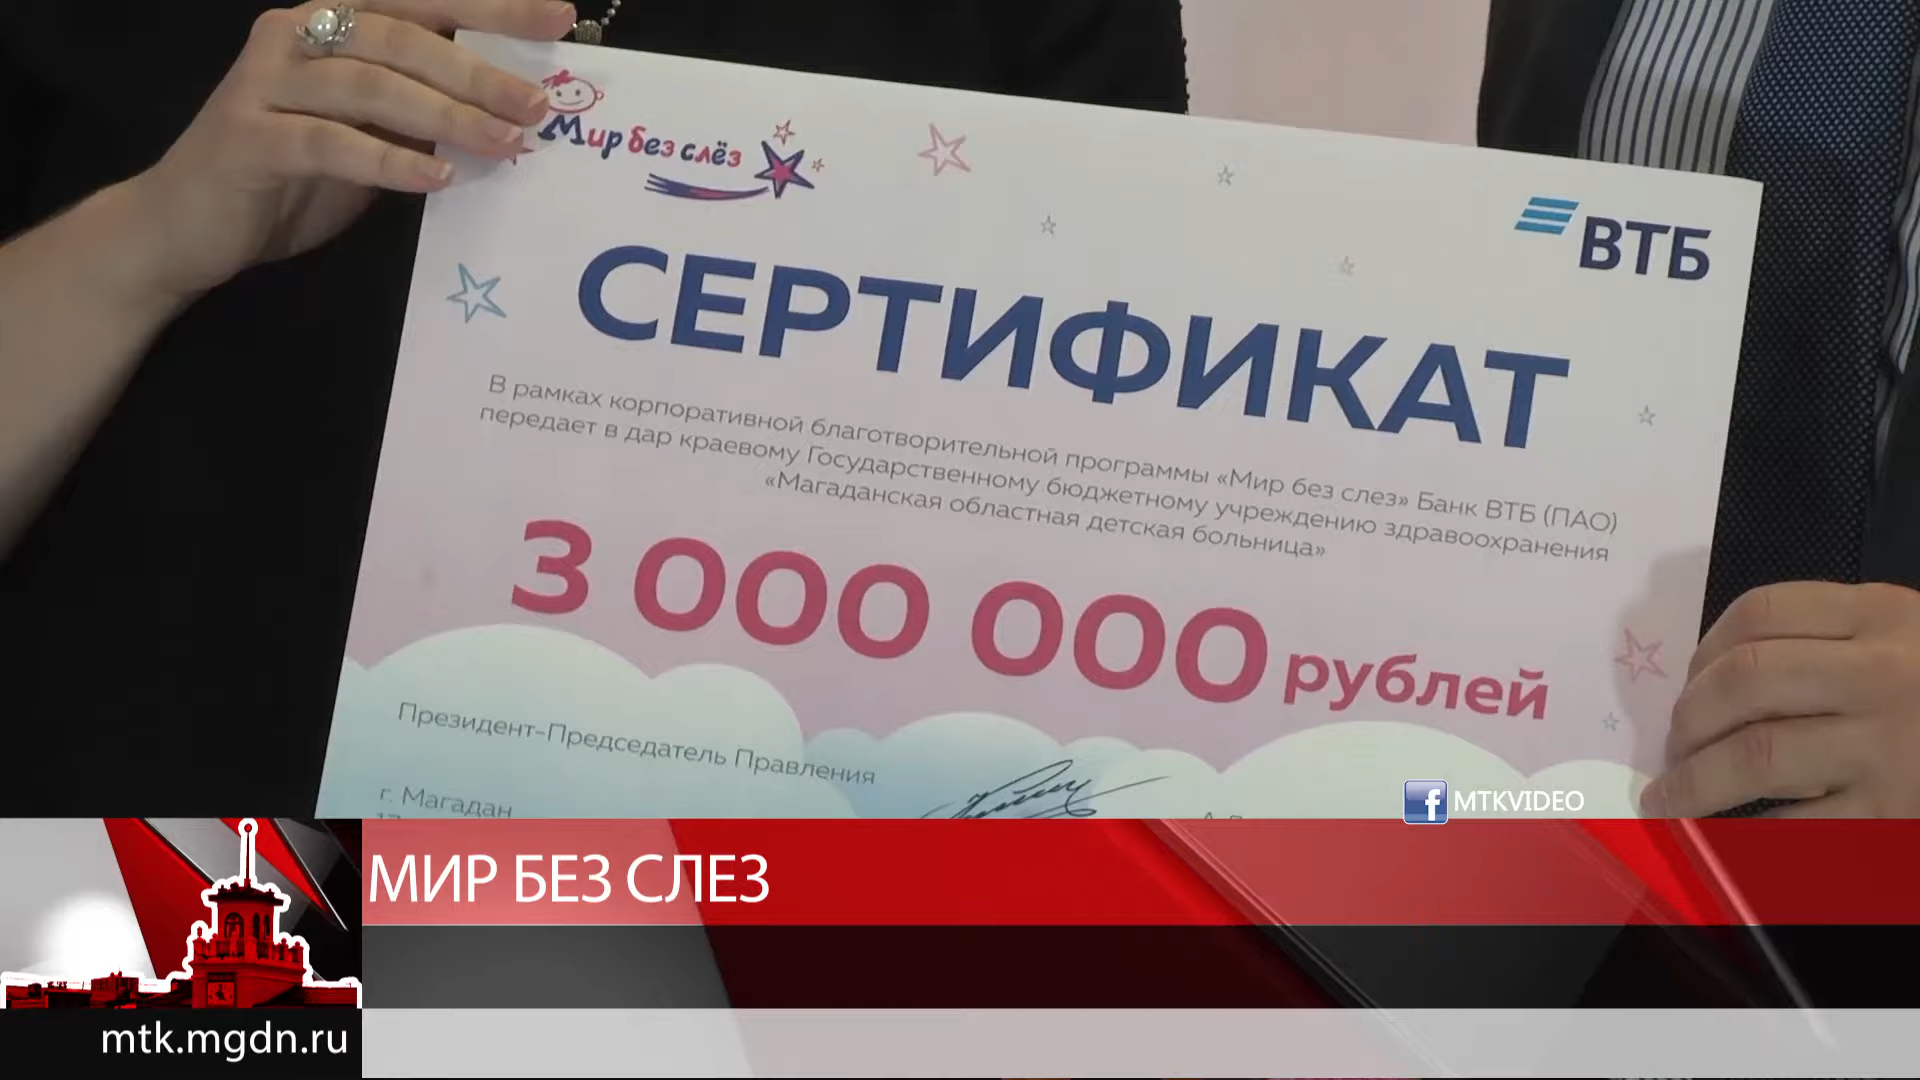 Мир без слёз
ВТБ
СЕРТИФИКАТ
В рамках корпоративной благотворительной программы «Мир без слез» Банк ВТБ (ПАО)
передает в дар краевому Государственному бюджетному учреждению здравоохранения
«Магаданская областная детская больница»
3 000 000 рублей
Президент-Председатель Правления
г. Магадан
MTKVIDEO
МИР БЕЗ СЛЕЗ
mtk.mgdn.ru